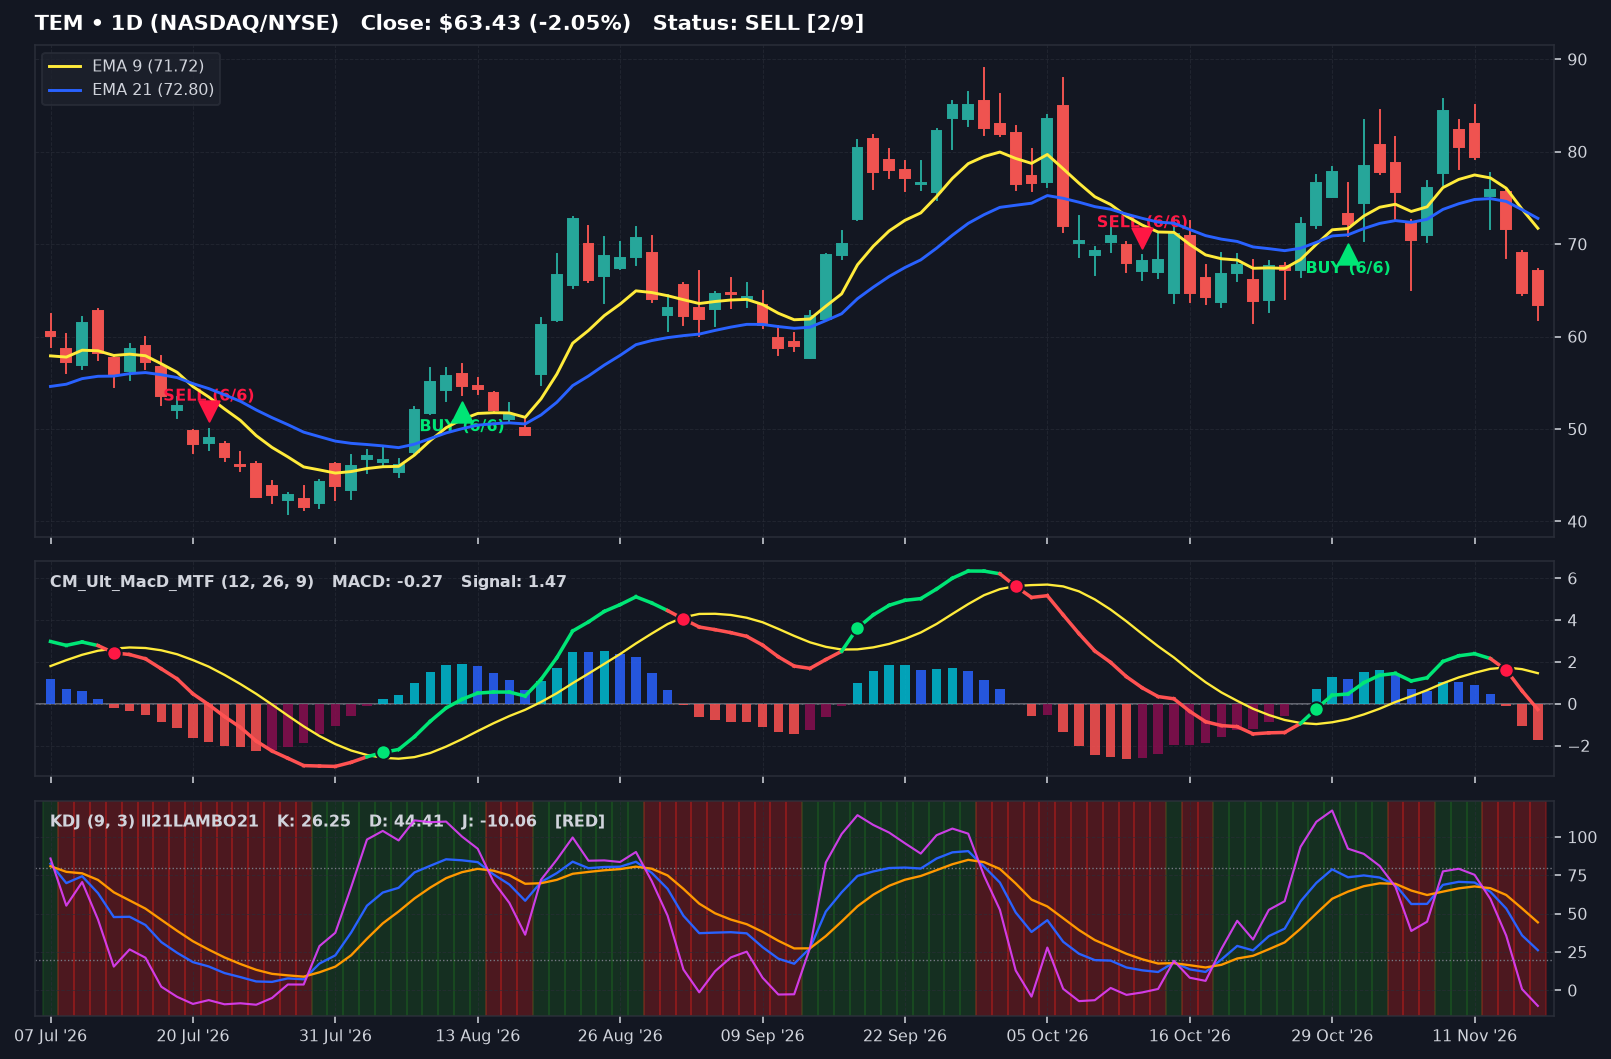 TEM • 1D (NASDAQ/NYSE)   Close: $63.43 (-2.05%)   Status: SELL [2/9]
EMA 9 (71.72)
EMA 21 (72.80)
90
80
70
60
50
40
SELL (6/6)
BUY (6/6)
SELL (6/6)
BUY (6/6)
CM_Ult_MacD_MTF (12, 26, 9)   MACD: -0.27   Signal: 1.47
6
4
2
0
−2
KDJ (9, 3) II21LAMBO21   K: 26.25   D: 44.41   J: -10.06   [RED]
100
75
50
25
0
07 Jul '26   20 Jul '26   31 Jul '26   13 Aug '26   26 Aug '26   09 Sep '26   22 Sep '26   05 Oct '26   16 Oct '26   29 Oct '26   11 Nov '26